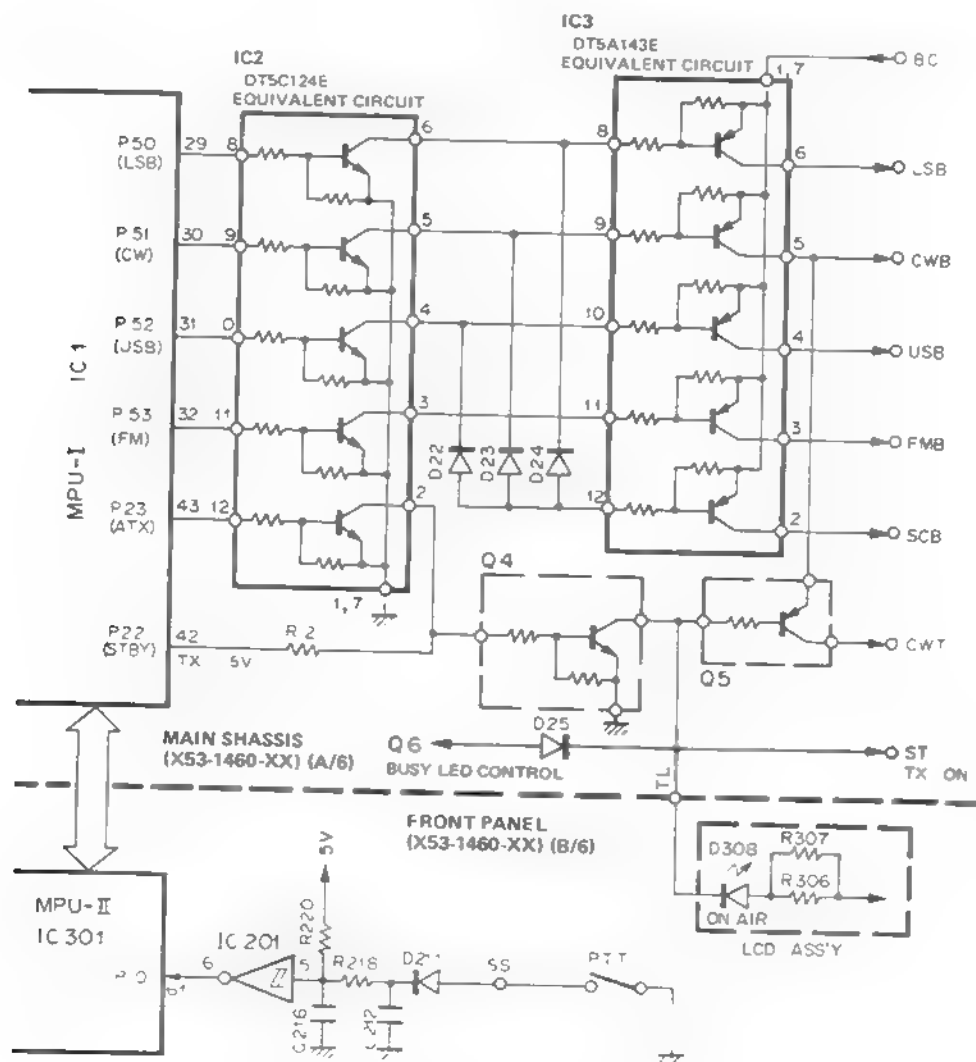 IC3
DT5A143E
EQUIVALENT CIRCUIT
1,7
BC
IC2
DT5C124E
EQUIVALENT CIRCUIT
P50
(LSB)
29
8
6
8
6
LSB
P51
(CW)
30
9
5
9
5
CWB
P52
(USB)
31
0
4
10
4
USB
P53
(FM)
32
11
3
11
3
FMB
MPU-I IC1
D22
D23
D24
P23
(ATX)
43
12
2
12
2
SCB
1,7
Q4
P22
(STBY)
42
TX 5V
R2
Q5
CWT
MAIN SHASSIS
(X53-1460-XX) (A/6)
Q6
BUSY LED CONTROL
D25
ST
TX ON
TL
FRONT PANEL
(X53-1460-XX) (B/6)
5V
R220
D308
R307
R306
ON AIR
LCD ASS'Y
MPU-II
IC301
61
6
IC201
5
R218
D211
SS
PTT
C216
C212